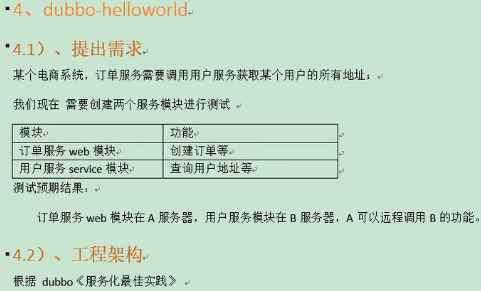 4、dubbo-helloworld
4.1）、提出需求
某个电商系统，订单服务需要调用用户服务获取某个用户的所有地址；
我们现在 需要创建两个服务模块进行测试
模块 功能
订单服务 web 模块 创建订单等
用户服务 service 模块 查询用户地址等
测试预期结果：
订单服务 web 模块在 A 服务器，用户服务模块在 B 服务器，A 可以远程调用 B 的功能。
4.2）、工程架构
根据 dubbo《服务化最佳实践》